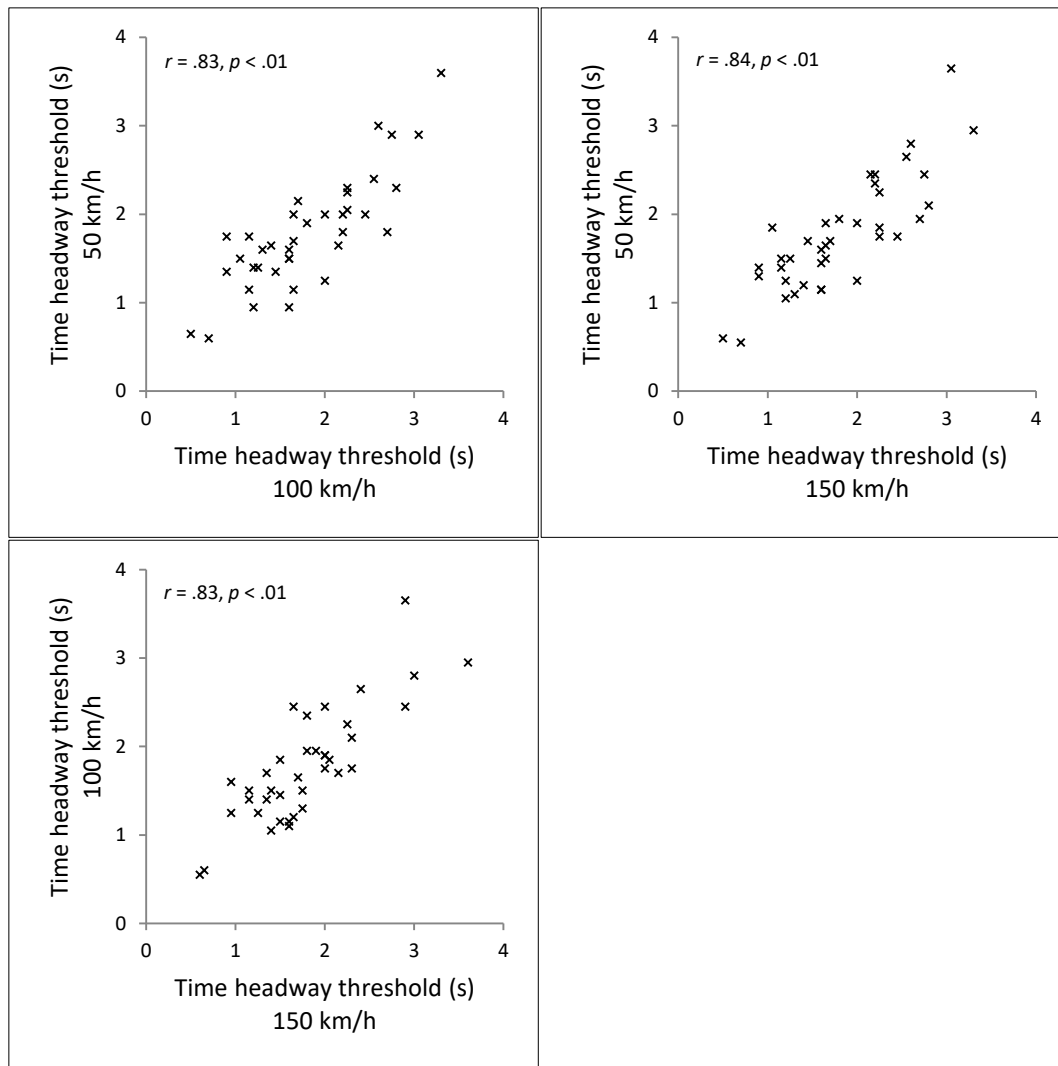 r = .83, p < .01
Time headway threshold (s)
50 km/h
4
3
2
1
0
0 1 2 3 4
Time headway threshold (s)
100 km/h
r = .84, p < .01
Time headway threshold (s)
50 km/h
4
3
2
1
0
0 1 2 3 4
Time headway threshold (s)
150 km/h
r = .83, p < .01
Time headway threshold (s)
100 km/h
4
3
2
1
0
0 1 2 3 4
Time headway threshold (s)
150 km/h